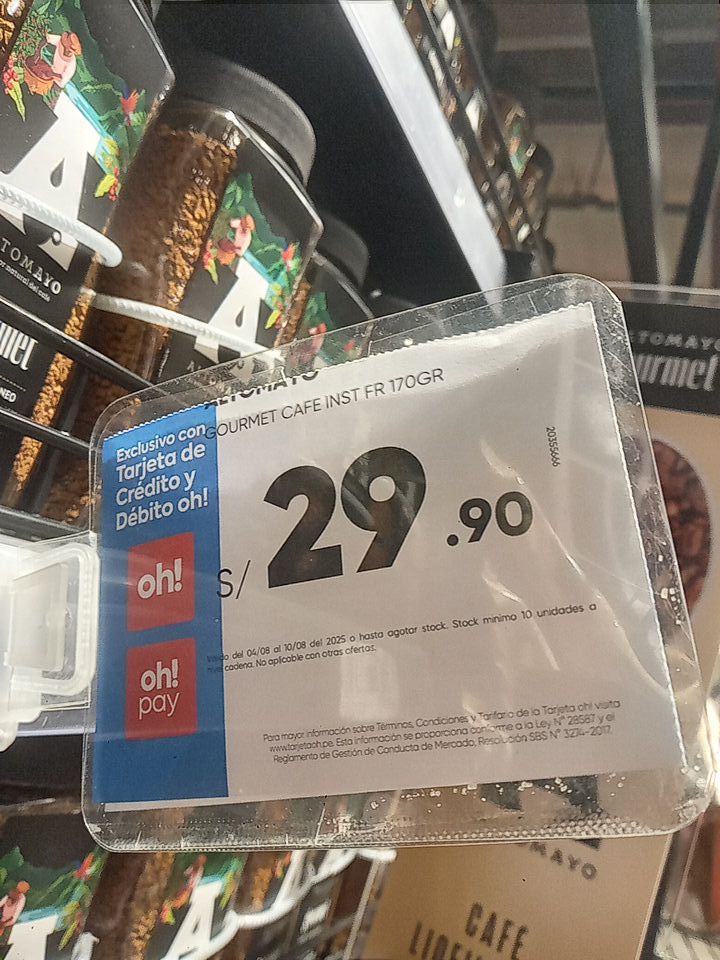 TOMAYO
ALTOMAYO
GOURMET CAFE INST FR 170GR
Exclusivo con
Tarjeta de
Crédito y
Débito oh!
oh!
oh!
pay
S/ 29.90
20355666
del 04/08 al 10/08 del 2025 o hasta agotar stock. Stock mínimo 10 unidades a
cadena. No aplicable con otras ofertas.
Para mayor información sobre Términos, Condiciones y Tarifario de la Tarjeta oh! visita
www.tarjetaoh.pe. Esta información se proporciona conforme a la Ley N° 28587 y el
Reglamento de Gestión de Conducta de Mercado, Resolución SBS N° 3274-2017.
TOMAYO
urmet
OMAYO
CAFÉ